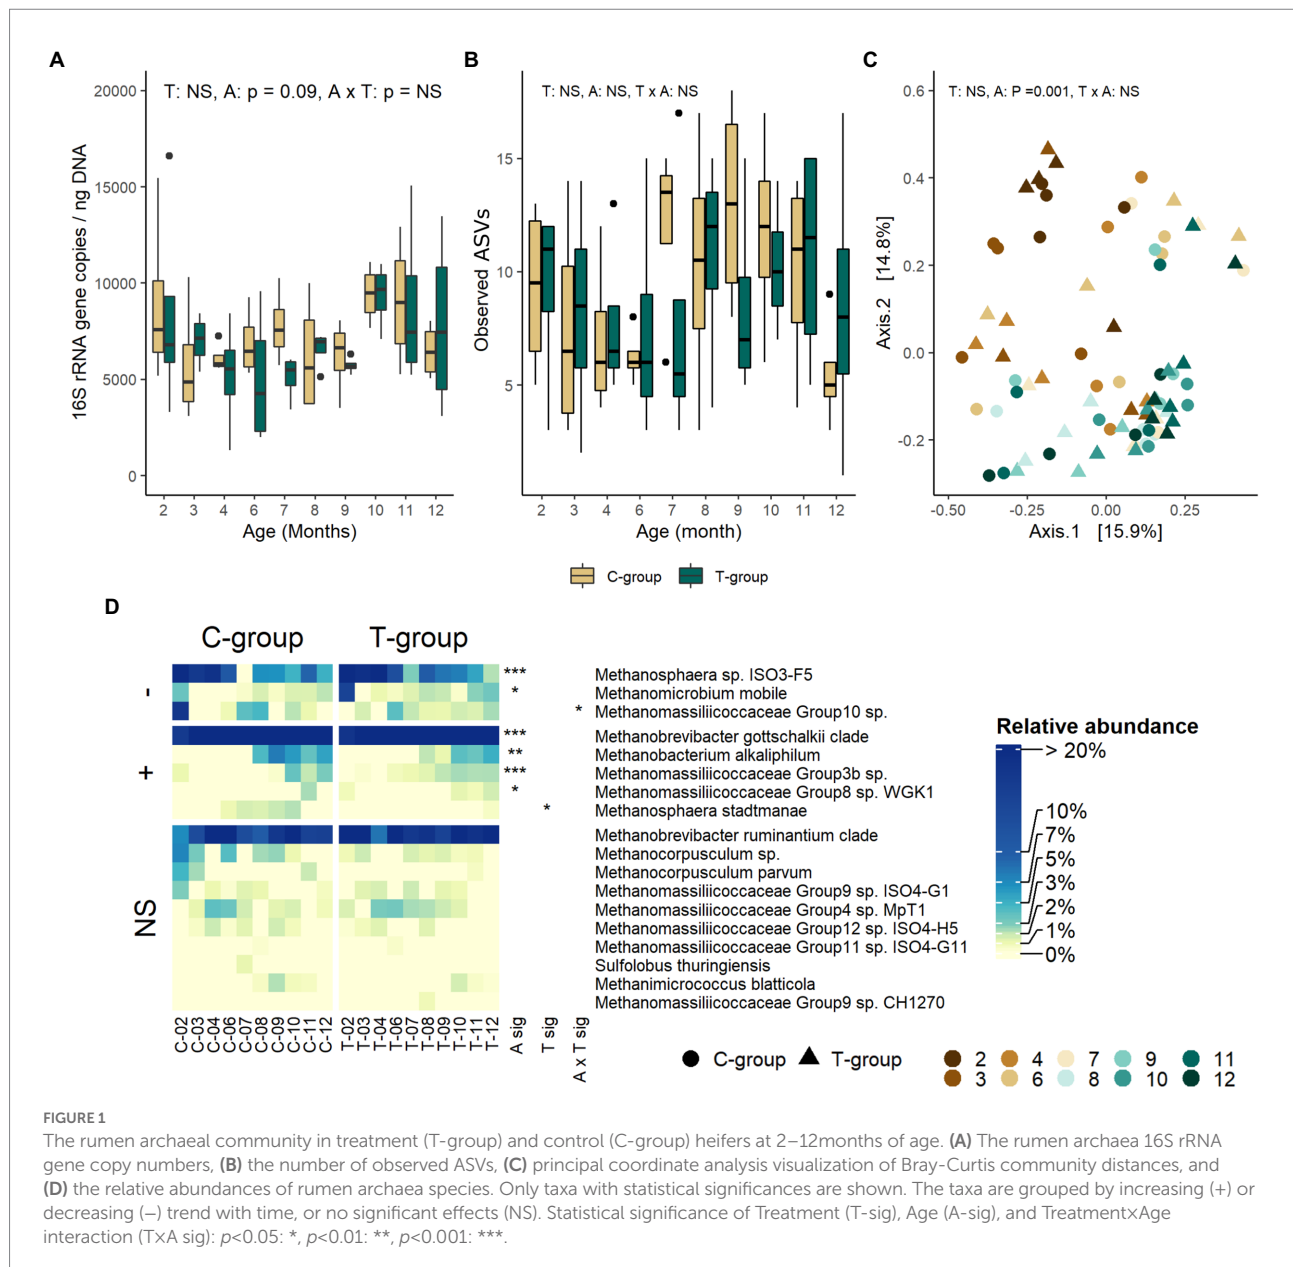 A
B
C
T: NS, A: p = 0.09, A x T: p = NS
T: NS, A: NS, T x A: NS
T: NS, A: P =0.001, T x A: NS
16S rRNA gene copies / ng DNA
20000
15000
10000
5000
0
2 3 4 6 7 8 9 10 11 12
Age (Months)
Observed ASVs
15
10
5
2 3 4 6 7 8 9 10 11 12
Age (month)
Axis.2 [14.8%]
0.6
0.4
0.2
0.0
-0.2
-0.50 -0.25 0.00 0.25
Axis.1 [15.9%]
C-group T-group
D
C-group T-group
-
+
NS
*** Methanosphaera sp. ISO3-F5
* Methanomicrobium mobile
* Methanomassiliicoccaceae Group10 sp.
*** Methanobrevibacter gottschalkii clade
** Methanobacterium alkaliphilum
*** Methanomassiliicoccaceae Group3b sp.
* Methanomassiliicoccaceae Group8 sp. WGK1
* Methanosphaera stadtmanae
Methanobrevibacter ruminantium clade
Methanocorpusculum sp.
Methanocorpusculum parvum
Methanomassiliicoccaceae Group9 sp. ISO4-G1
Methanomassiliicoccaceae Group4 sp. MpT1
Methanomassiliicoccaceae Group12 sp. ISO4-H5
Methanomassiliicoccaceae Group11 sp. ISO4-G11
Sulfolobus thuringiensis
Methanimicrococcus blatticola
Methanomassiliicoccaceae Group9 sp. CH1270
C-02 C-03 C-04 C-06 C-07 C-08 C-09 C-10 C-11 C-12 T-02 T-03 T-04 T-06 T-07 T-08 T-09 T-10 T-11 T-12 A sig T sig A x T sig
Relative abundance
> 20%
10%
7%
5%
3%
2%
1%
0%
C-group T-group
2 4 7 9 11
3 6 8 10 12
FIGURE 1
The rumen archaeal community in treatment (T-group) and control (C-group) heifers at 2–12months of age. (A) The rumen archaea 16S rRNA
gene copy numbers, (B) the number of observed ASVs, (C) principal coordinate analysis visualization of Bray-Curtis community distances, and
(D) the relative abundances of rumen archaea species. Only taxa with statistical significances are shown. The taxa are grouped by increasing (+) or
decreasing (−) trend with time, or no significant effects (NS). Statistical significance of Treatment (T-sig), Age (A-sig), and Treatment×Age
interaction (T×A sig): p<0.05: *, p<0.01: **, p<0.001: ***.